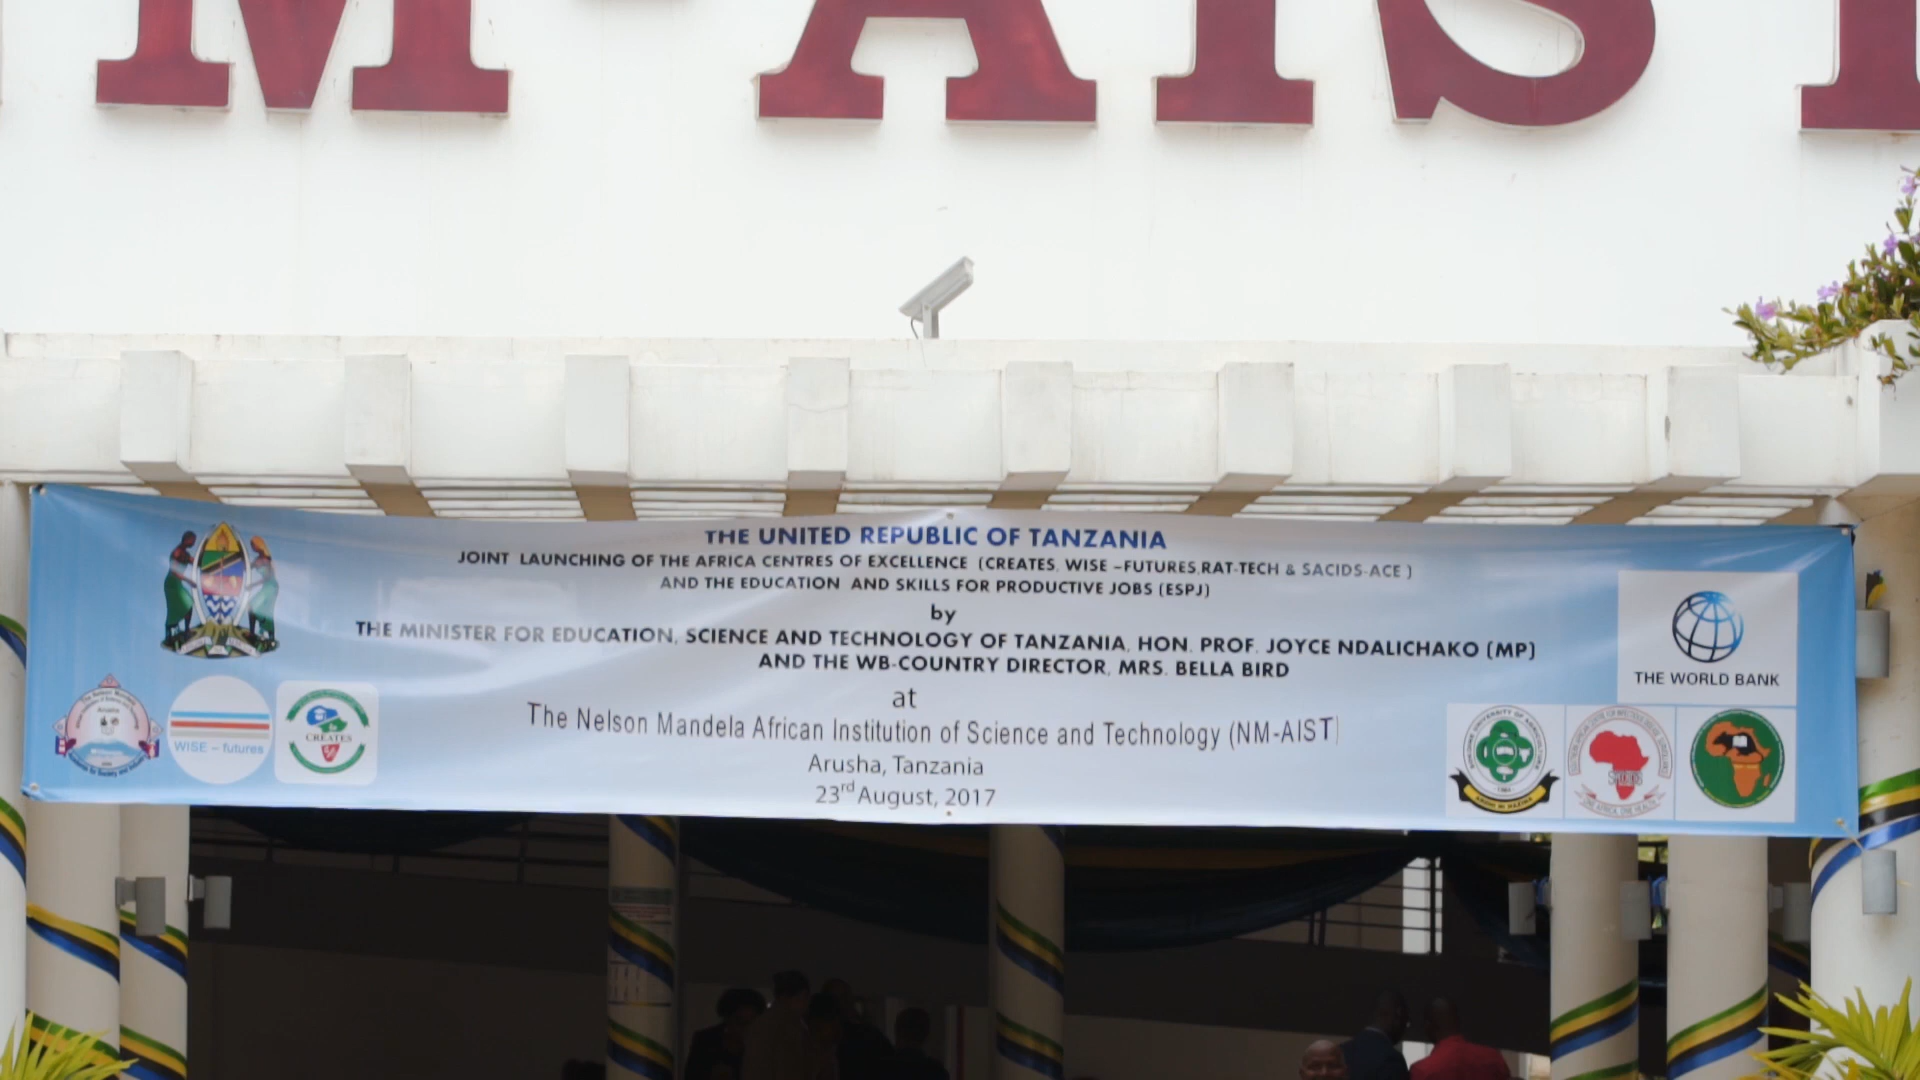 M-AIST
THE UNITED REPUBLIC OF TANZANIA
JOINT LAUNCHING OF THE AFRICA CENTRES OF EXCELLENCE (CREATES, WISE –FUTURES,RAT-TECH & SACIDS-ACE )
AND THE EDUCATION AND SKILLS FOR PRODUCTIVE JOBS (ESPJ)
by
THE MINISTER FOR EDUCATION, SCIENCE AND TECHNOLOGY OF TANZANIA, HON. PROF. JOYCE NDALICHAKO (MP)
AND THE WB-COUNTRY DIRECTOR, MRS. BELLA BIRD
at
The Nelson Mandela African Institution of Science and Technology (NM-AIST)
Arusha, Tanzania
23rd August, 2017
WISE – futures
CREATES
THE WORLD BANK
SACIDS